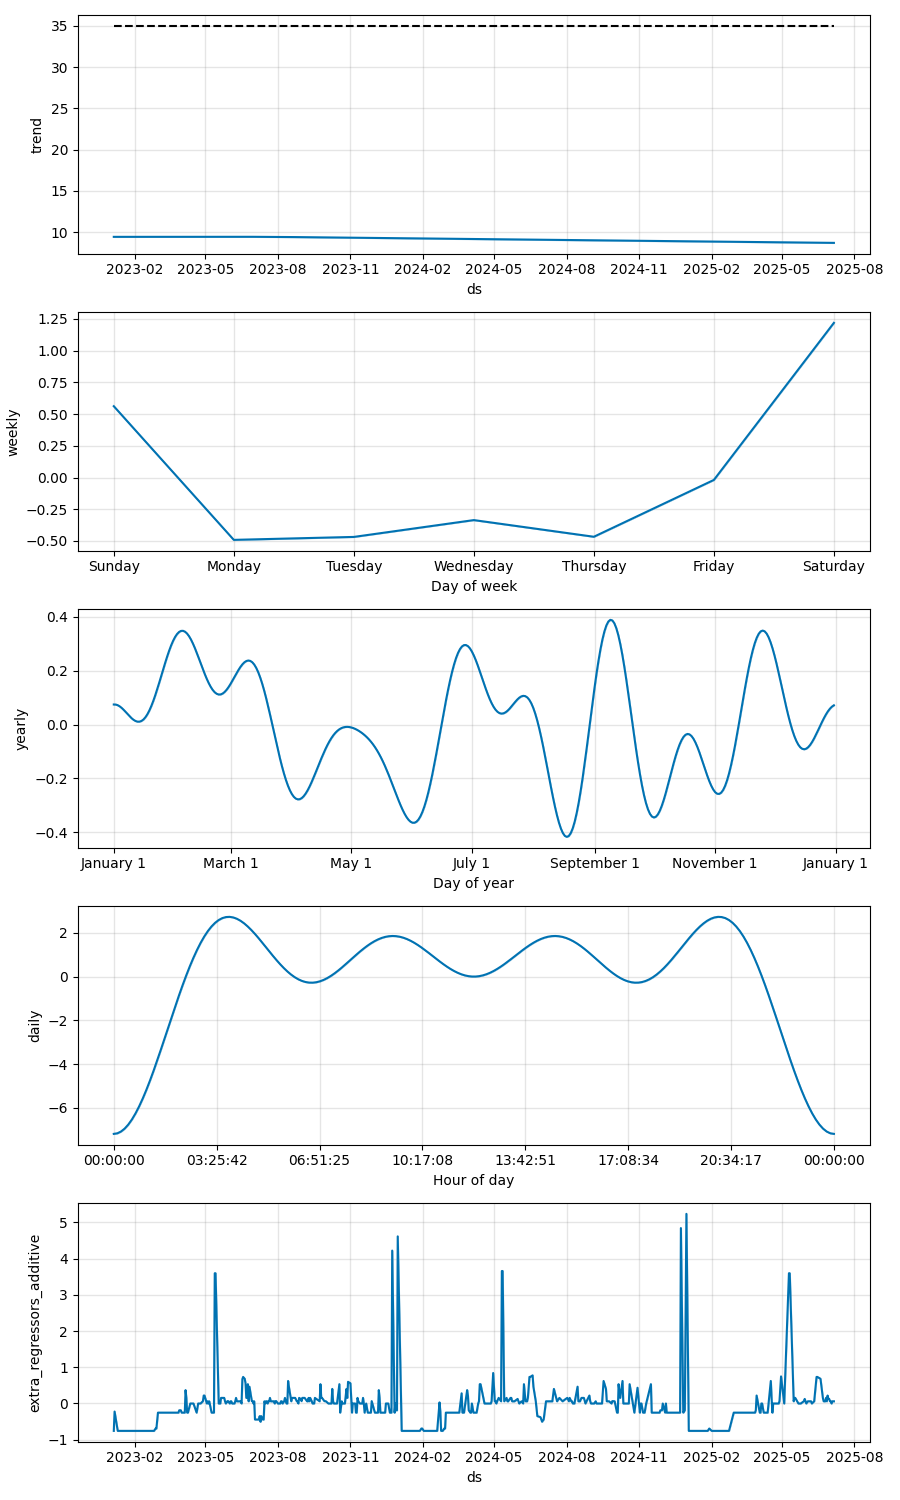 35
30
25
20
15
10
trend
2023-02 2023-05 2023-08 2023-11 2024-02 2024-05 2024-08 2024-11 2025-02 2025-05 2025-08
ds
1.25
1.00
0.75
0.50
0.25
0.00
−0.25
−0.50
weekly
Sunday Monday Tuesday Wednesday Thursday Friday Saturday
Day of week
0.4
0.2
0.0
−0.2
−0.4
yearly
January 1 March 1 May 1 July 1 September 1 November 1 January 1
Day of year
2
0
−2
−4
−6
daily
00:00:00 03:25:42 06:51:25 10:17:08 13:42:51 17:08:34 20:34:17 00:00:00
Hour of day
5
4
3
2
1
0
−1
extra_regressors_additive
2023-02 2023-05 2023-08 2023-11 2024-02 2024-05 2024-08 2024-11 2025-02 2025-05 2025-08
ds